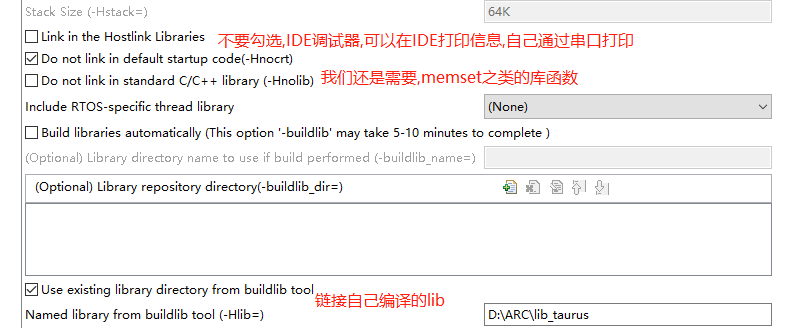 Stack Size (-Hstack=)
64K
Link in the Hostlink Libraries
不要勾选,IDE调试器,可以在IDE打印信息,自己通过串口打印
Do not link in default startup code(-Hnocrt)
Do not link in standard C/C++ library (-Hnolib)
我们还是需要,memset之类的库函数
Include RTOS-specific thread library
(None)
Build libraries automatically (This option '-buildlib' may take 5-10 minutes to complete )
(Optional) Library directory name to use if build performed (-buildlib_name=)
(Optional) Library repository directory(-buildlib_dir=)
Use existing library directory from buildlib tool
链接自己编译的lib
Named library from buildlib tool (-Hlib=)
D:\ARC\lib_taurus